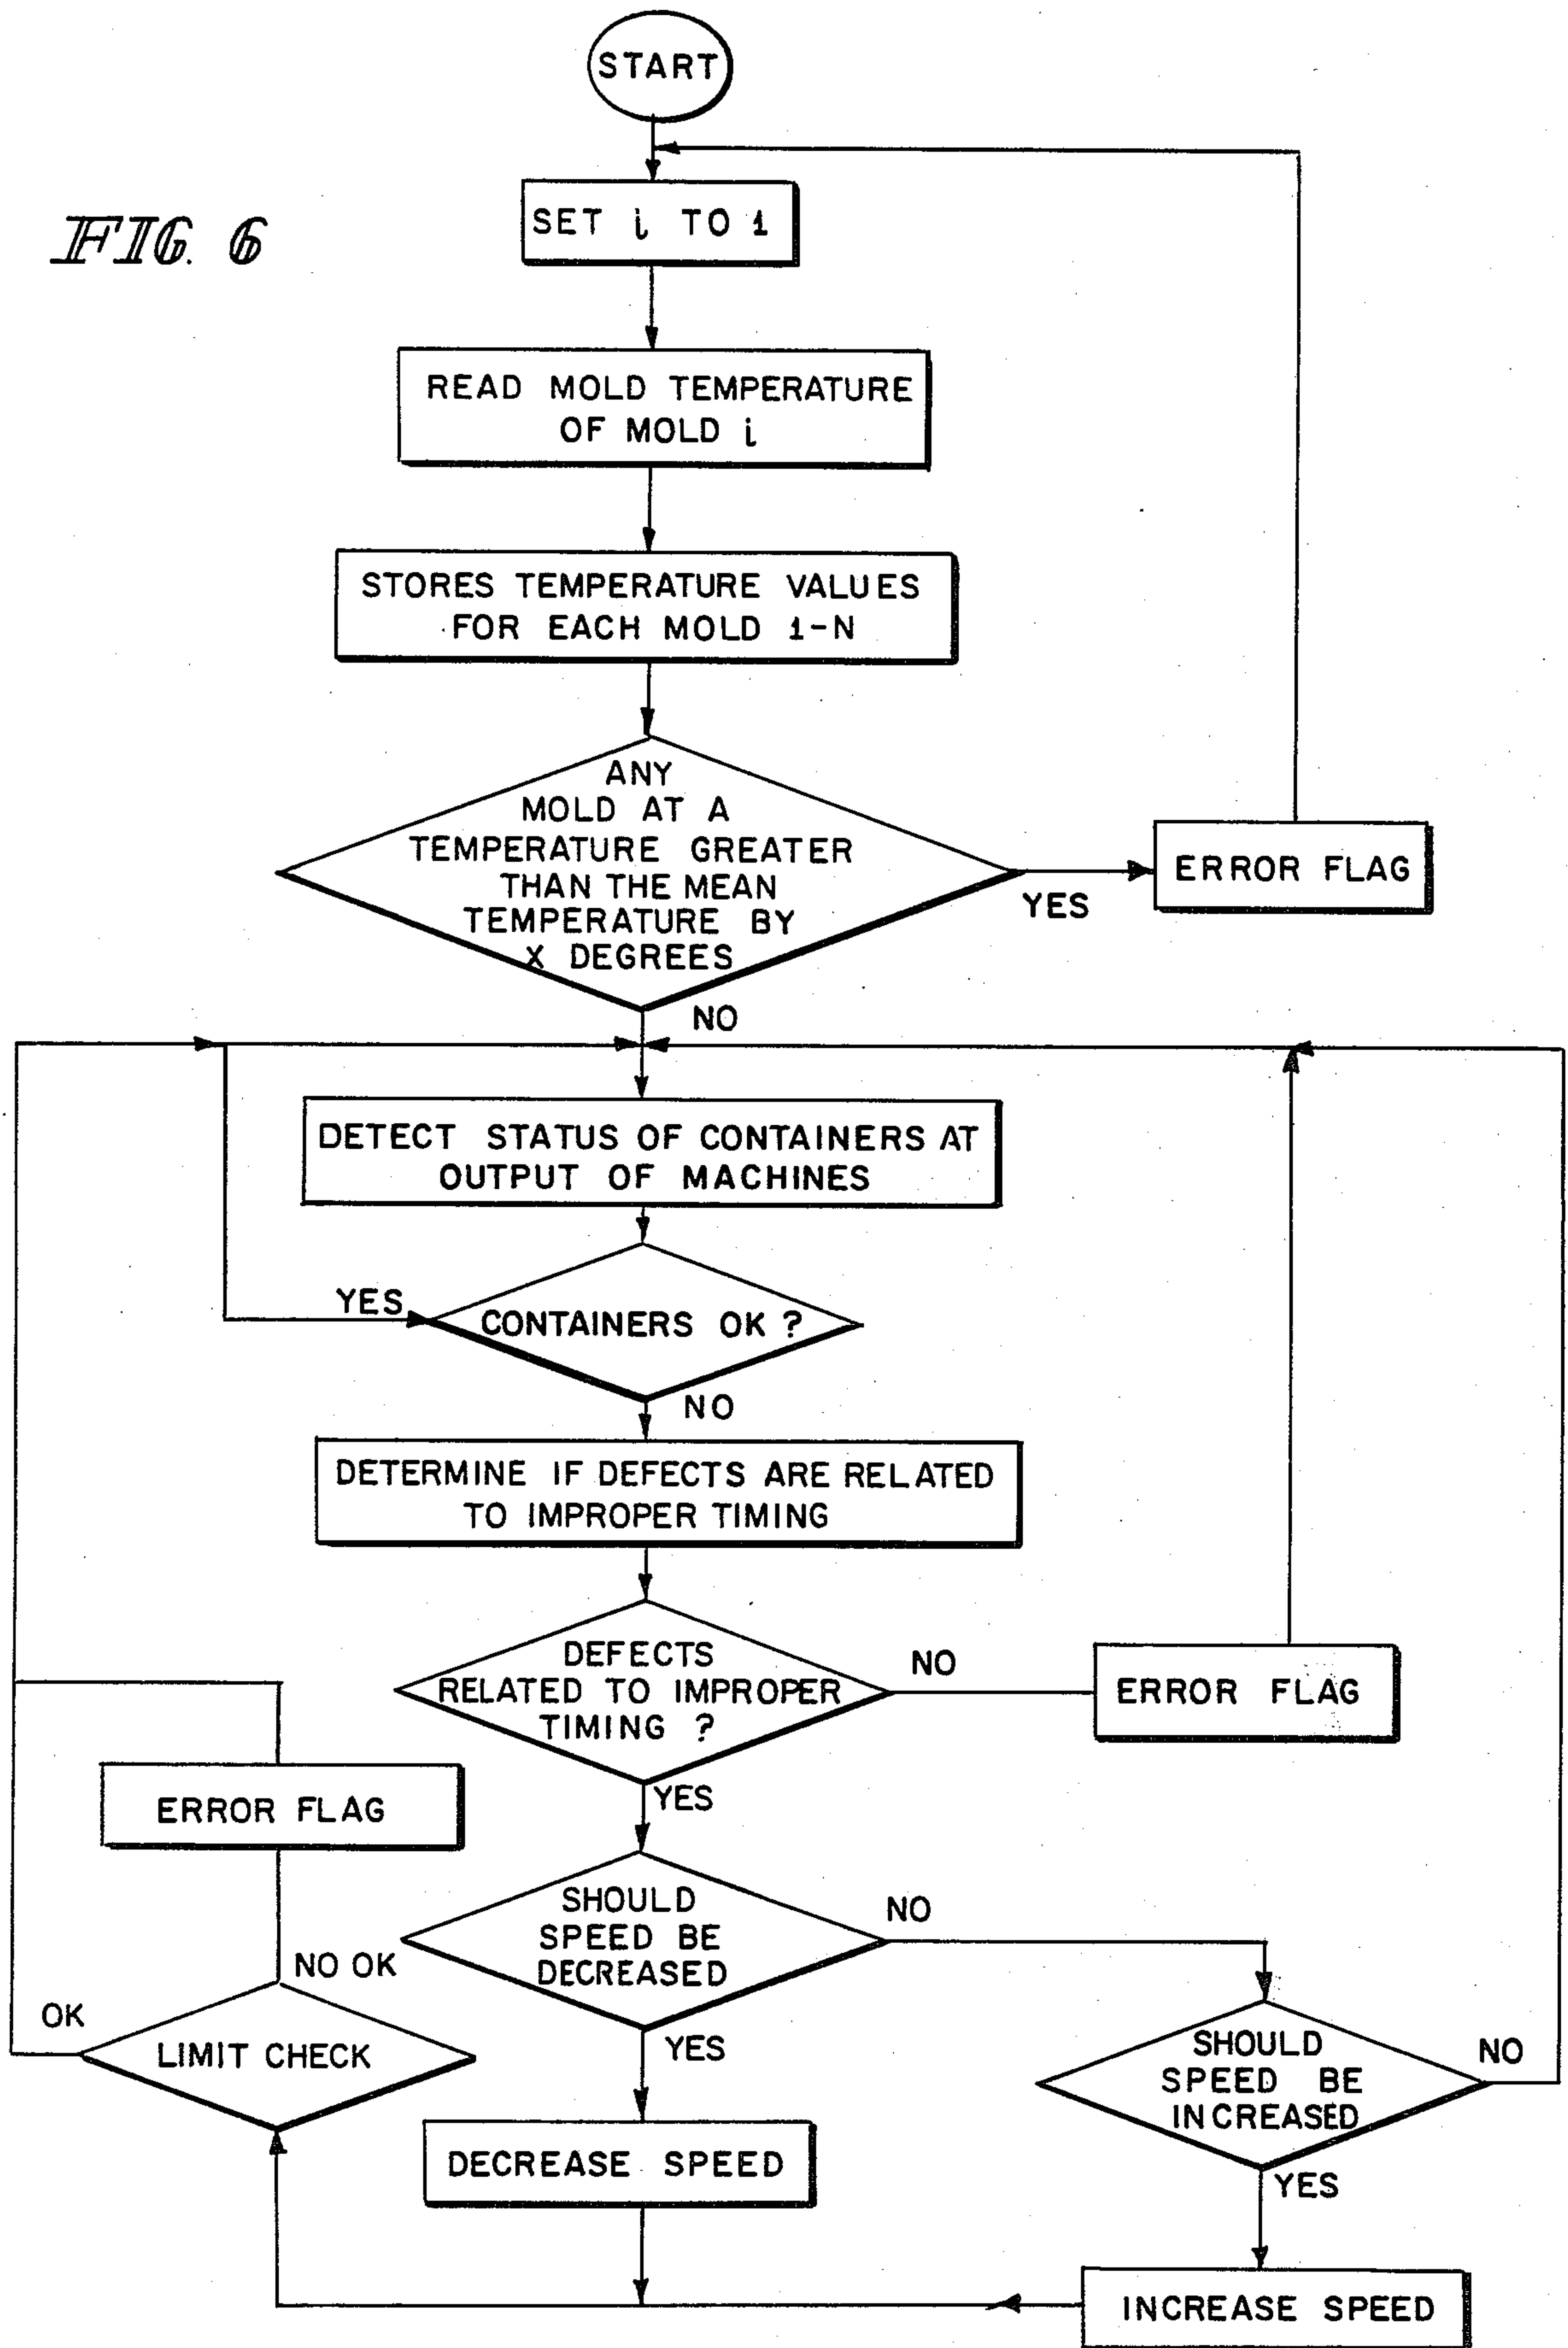 START
FIG. 6
SET i TO 1
READ MOLD TEMPERATURE
OF MOLD i
STORES TEMPERATURE VALUES
FOR EACH MOLD 1-N
ANY
MOLD AT A
TEMPERATURE GREATER
THAN THE MEAN
TEMPERATURE BY
X DEGREES
YES
ERROR FLAG
NO
DETECT STATUS OF CONTAINERS AT
OUTPUT OF MACHINES
YES
CONTAINERS OK ?
NO
DETERMINE IF DEFECTS ARE RELATED
TO IMPROPER TIMING
DEFECTS
RELATED TO IMPROPER
TIMING ?
NO
ERROR FLAG
YES
ERROR FLAG
SHOULD
SPEED BE
DECREASED
NO
NO OK
OK
LIMIT CHECK
YES
SHOULD
SPEED BE
INCREASED
NO
DECREASE SPEED
YES
INCREASE SPEED